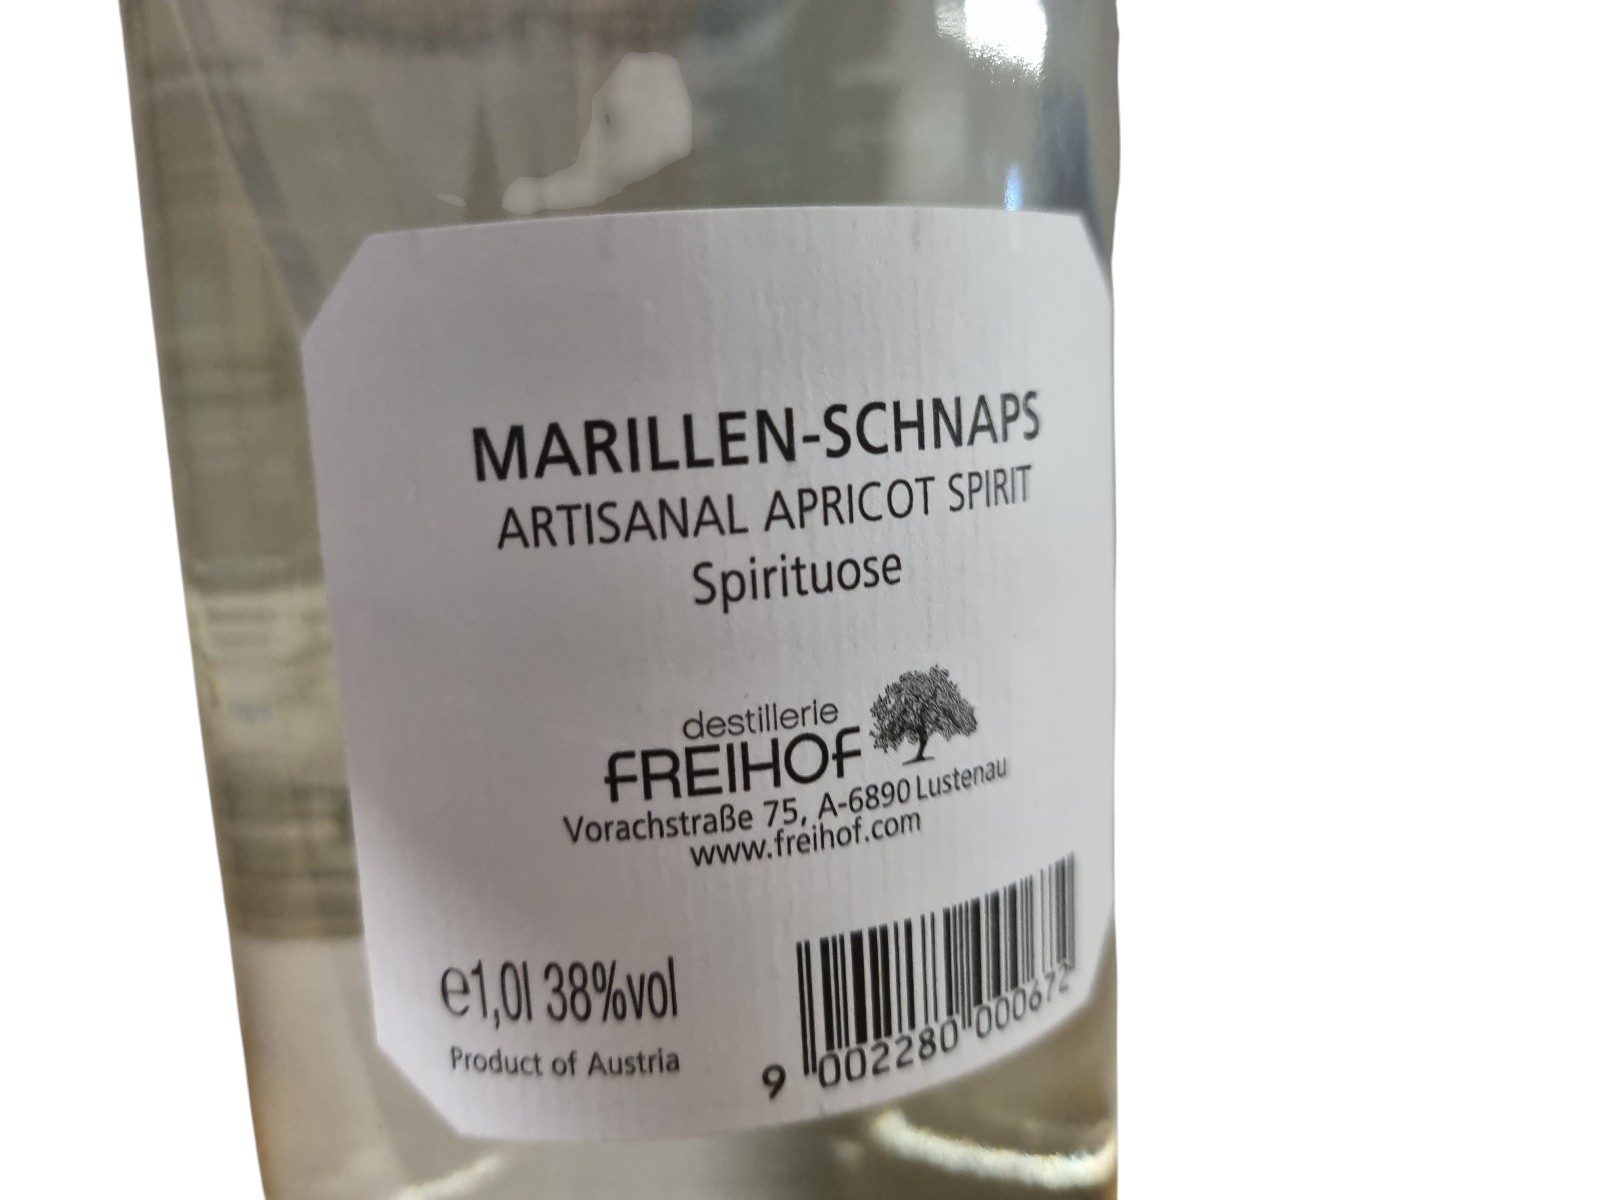 MARILLEN-SCHNAPS
ARTISANAL APRICOT SPIRIT
Spirituose
destillerie
FREIHOF
Vorachstraße 75, A-6890 Lustenau
www.freihof.com
e1,0l 38%vol
Product of Austria
9 002280 000672